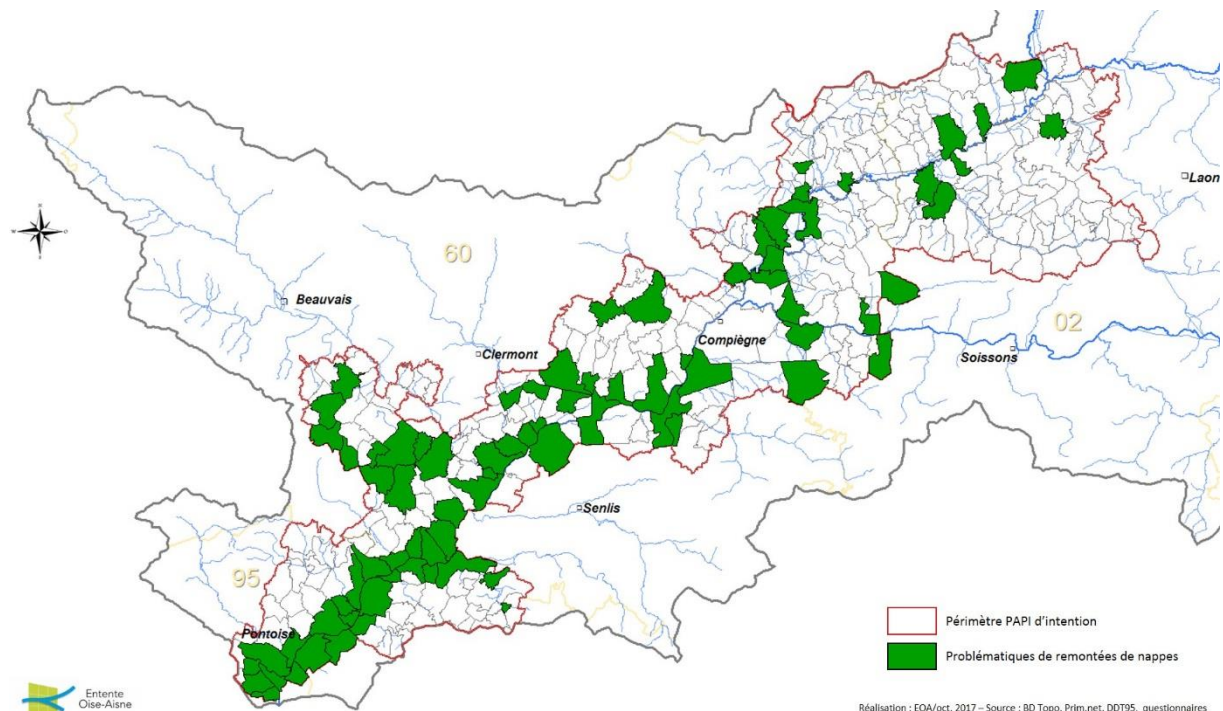 Laon
60
Beauvais
02
Compiègne
Clermont
Soissons
Senlis
95
Pontoise
Périmètre PAPI d'intention
Problématiques de remontées de nappes
Entente
Oise-Aisne
Réalisation : EOA/oct. 2017 – Source : BD Topo, Prim.net, DDT95, questionnaires